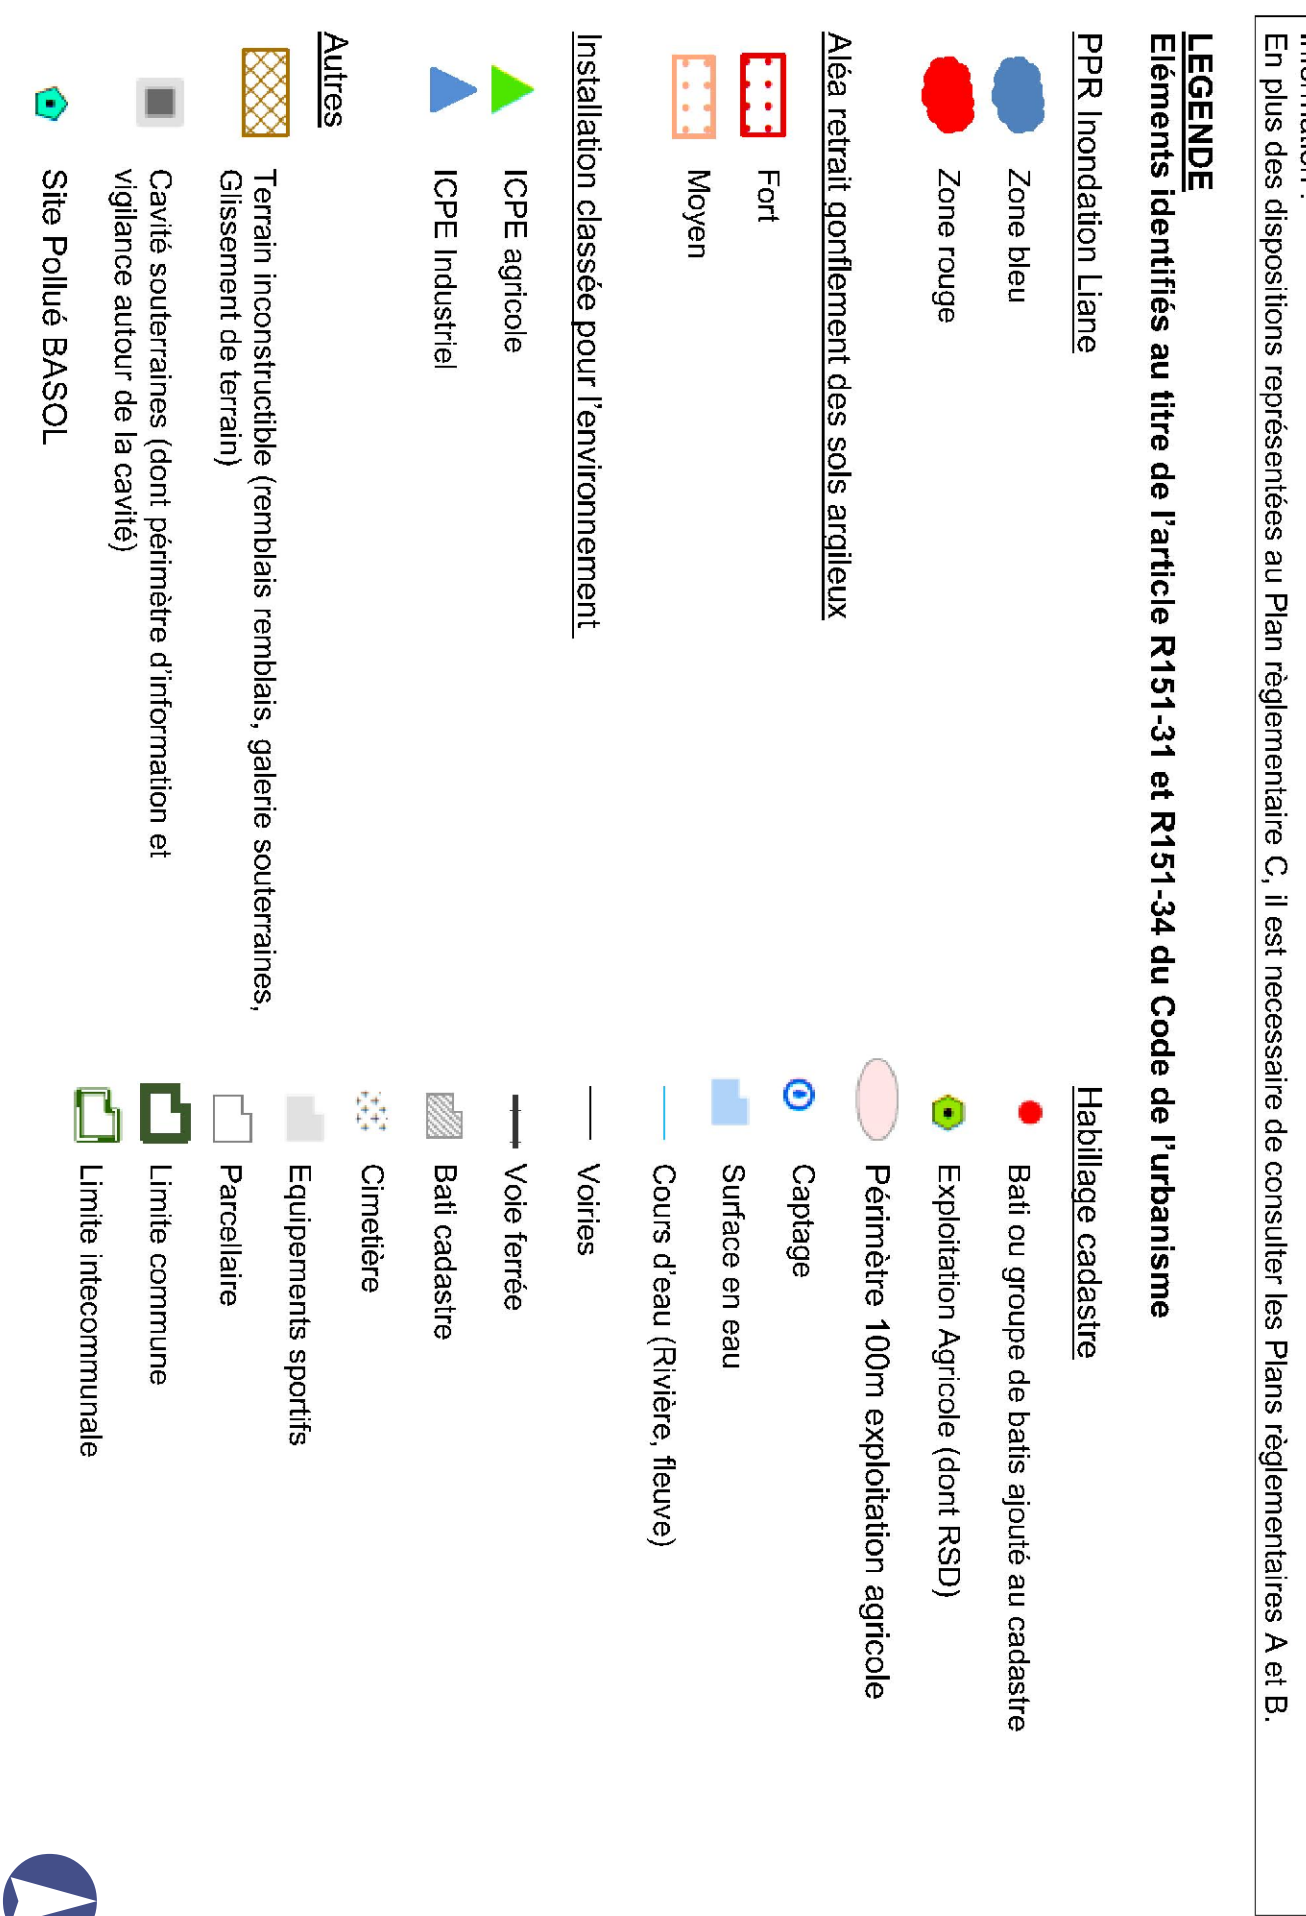 Information :
En plus des dispositions représentées au Plan règlementaire C, il est necessaire de consulter les Plans règlementaires A et B.
LEGENDE
Eléments identifiés au titre de l'article R151-31 et R151-34 du Code de l'urbanisme
PPR Inondation Liane
Zone bleu
Zone rouge
Aléa retrait gonflement des sols argileux
Fort
Moyen
Installation classée pour l'environnement
ICPE agricole
ICPE Industriel
Autres
Terrain inconstructible (remblais remblais, galerie souterraines,
Glissement de terrain)
Cavité souterraines (dont périmètre d'information et
vigilance autour de la cavité)
Site Pollué BASOL
Habillage cadastre
Bati ou groupe de batis ajouté au cadastre
Exploitation Agricole (dont RSD)
Périmètre 100m exploitation agricole
Captage
Surface en eau
Cours d'eau (Rivière, fleuve)
Voiries
Voie ferrée
Bati cadastre
Cimetière
Equipements sportifs
Parcellaire
Limite commune
Limite intecommunale